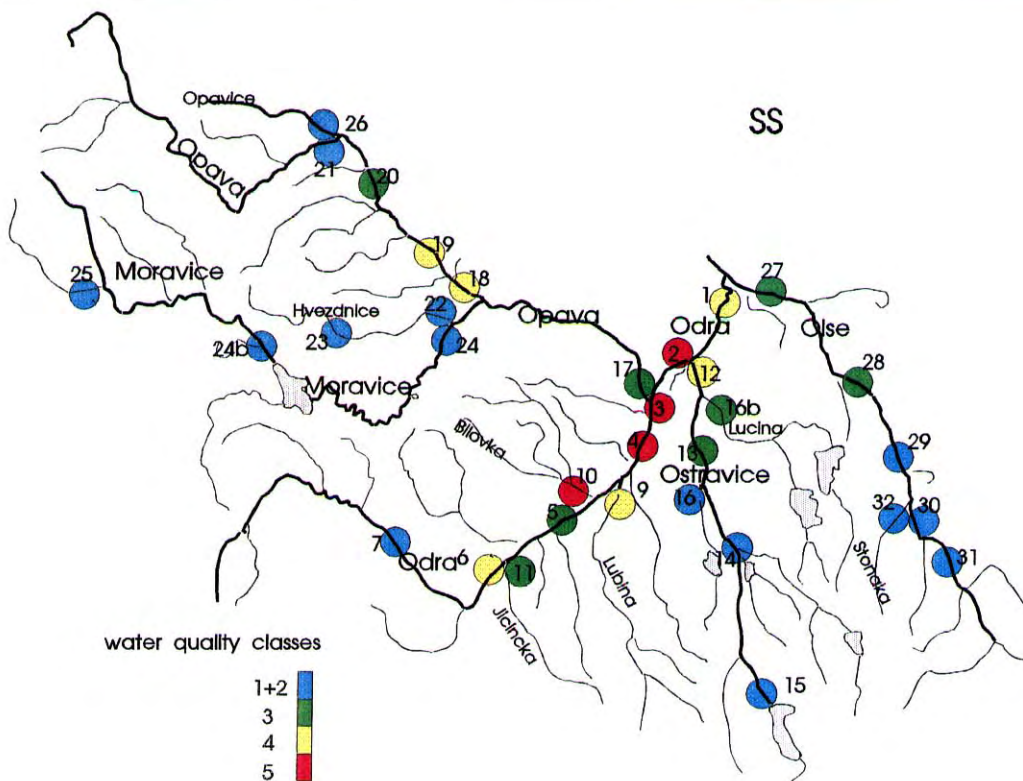 Opavice
26
SS
Opava
21
20
19
25
Moravice
18
27
1
Hvezdnice
22
Opava
Odra
Olse
23
24
24b
2
12
28
17
Moravice
3
16b
Lucina
Bilovka
4
13
29
Ostravice
10
9
16
32
30
5
7
14
Odra
6
31
11
Lubina
Stonaka
Jicincka
water quality classes
15
1+2
3
4
5